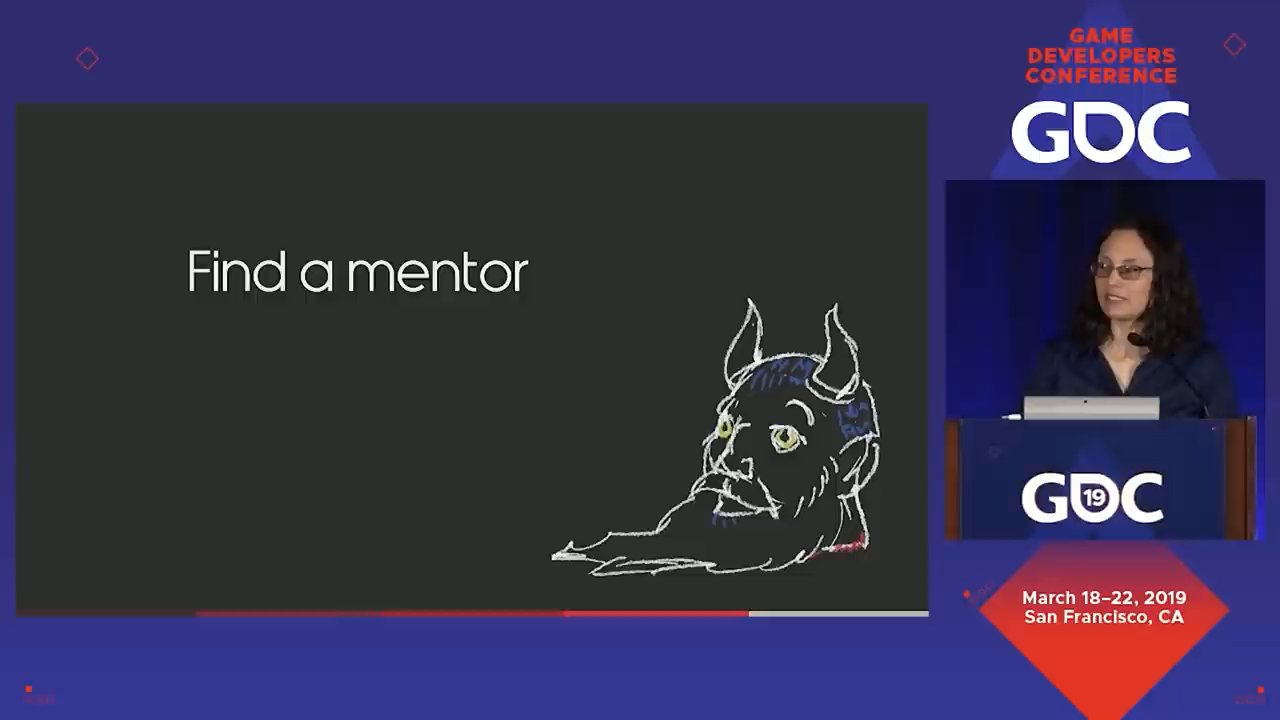 Find a mentor
GAME
DEVELOPERS
CONFERENCE
GDC
GDC
19
March 18–22, 2019
San Francisco, CA